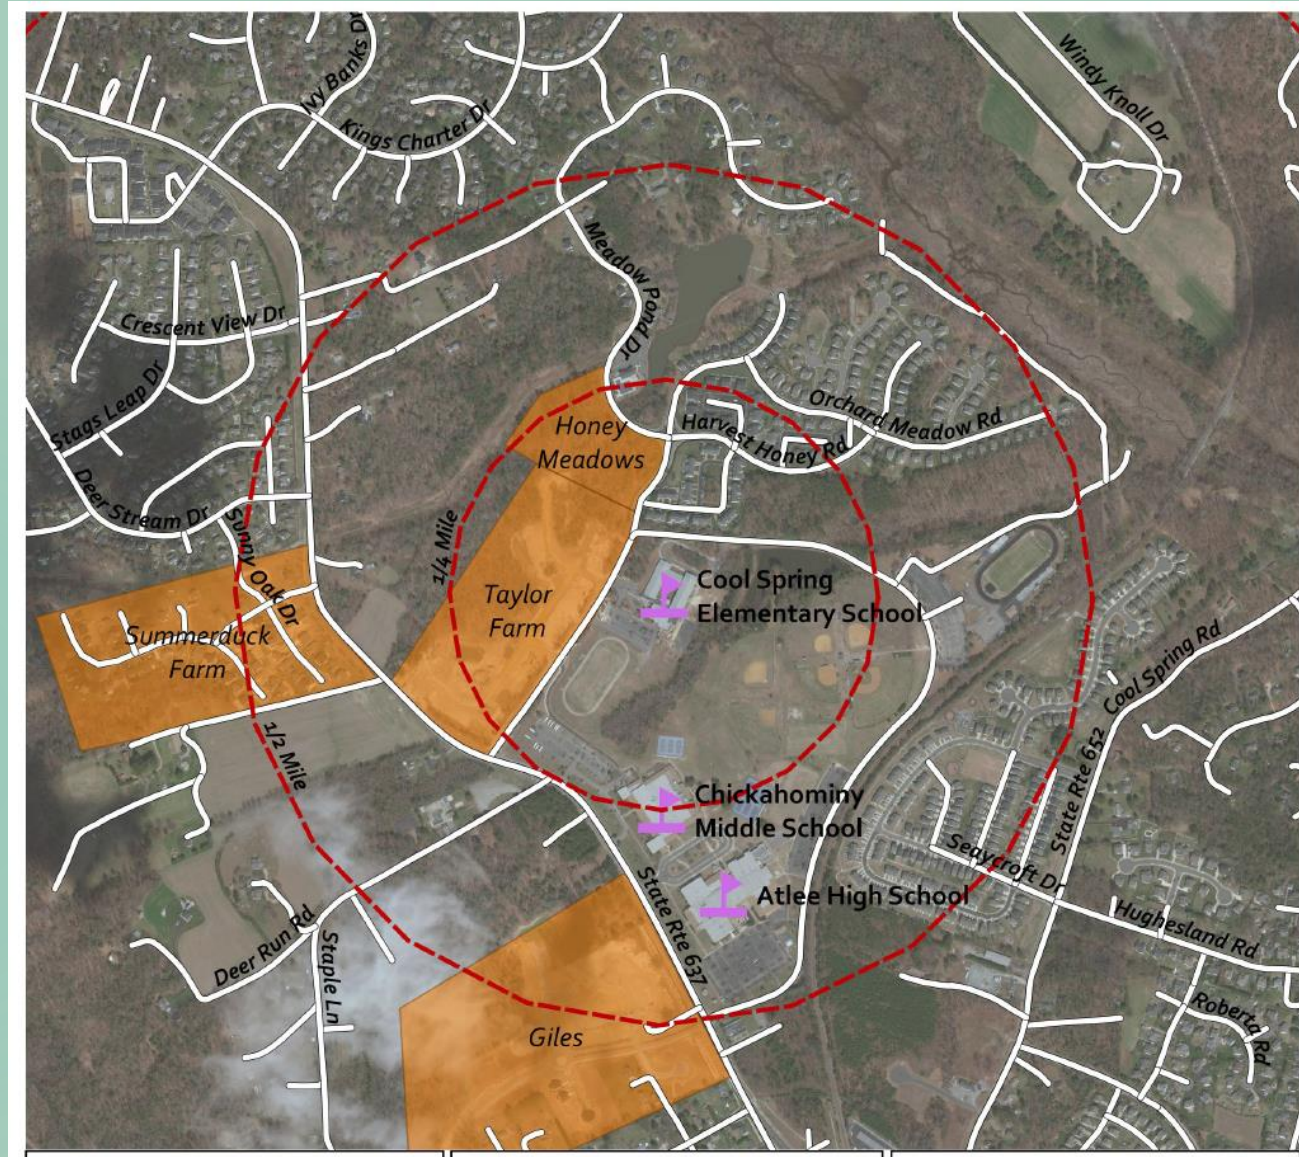 Windy Knoll Dr
Ivy Banks Dr
Kings Charter Dr
Meadow Pond Dr
Crescent View Dr
Stags Leap Dr
Orchard Meadow Rd
Harvest Honey Rd
Honey
Meadows
Deer Stream Dr
Sunny Oak Dr
1/4 Mile
Cool Spring
Elementary School
Taylor
Farm
Summerduck
Farm
Cool Spring Rd
1/2 Mile
State Rte 652
Chickahominy
Middle School
Seaycroft Dr
Atlee High School
State Rte 637
Hughesland Rd
Deer Run Rd
Staple Ln
Roberta Rd
Giles